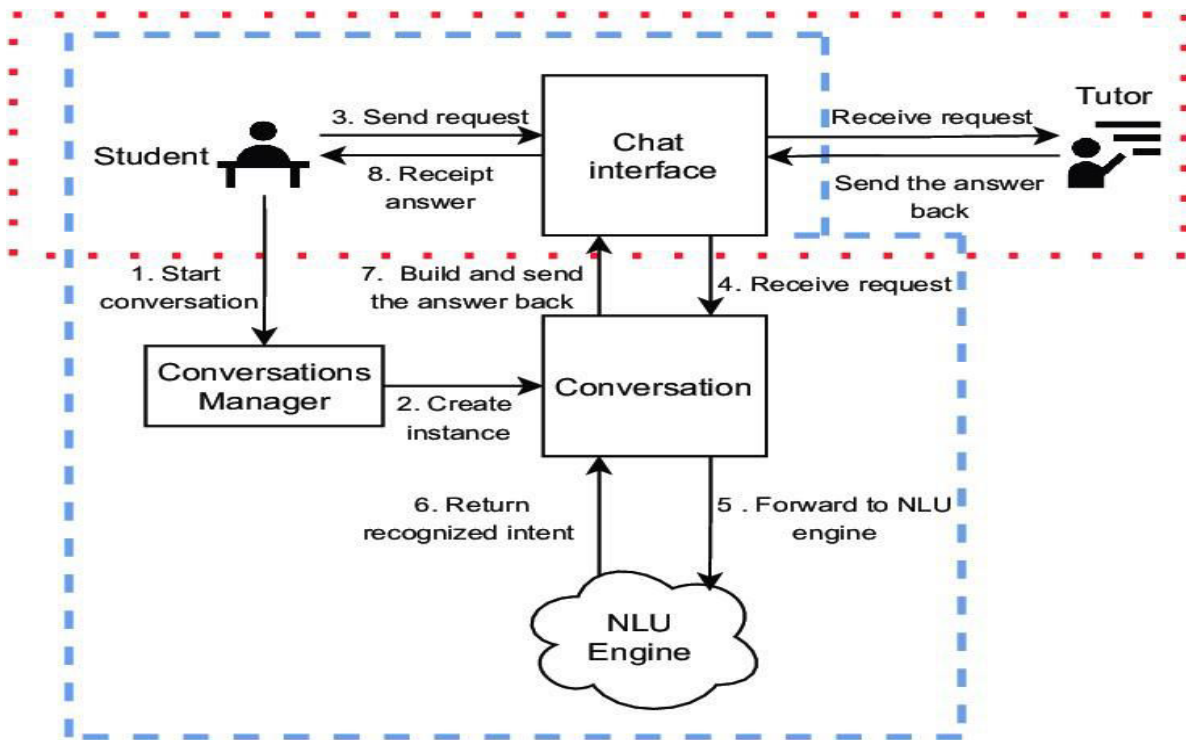 Tutor
3. Send request
Receive request
Student
Chat
interface
8. Receipt
answer
Send the answer
back
1. Start
conversation
7. Build and send
the answer back
4. Receive request
Conversations
Manager
2. Create
instance
Conversation
6. Return
recognized intent
5 . Forward to NLU
engine
NLU
Engine